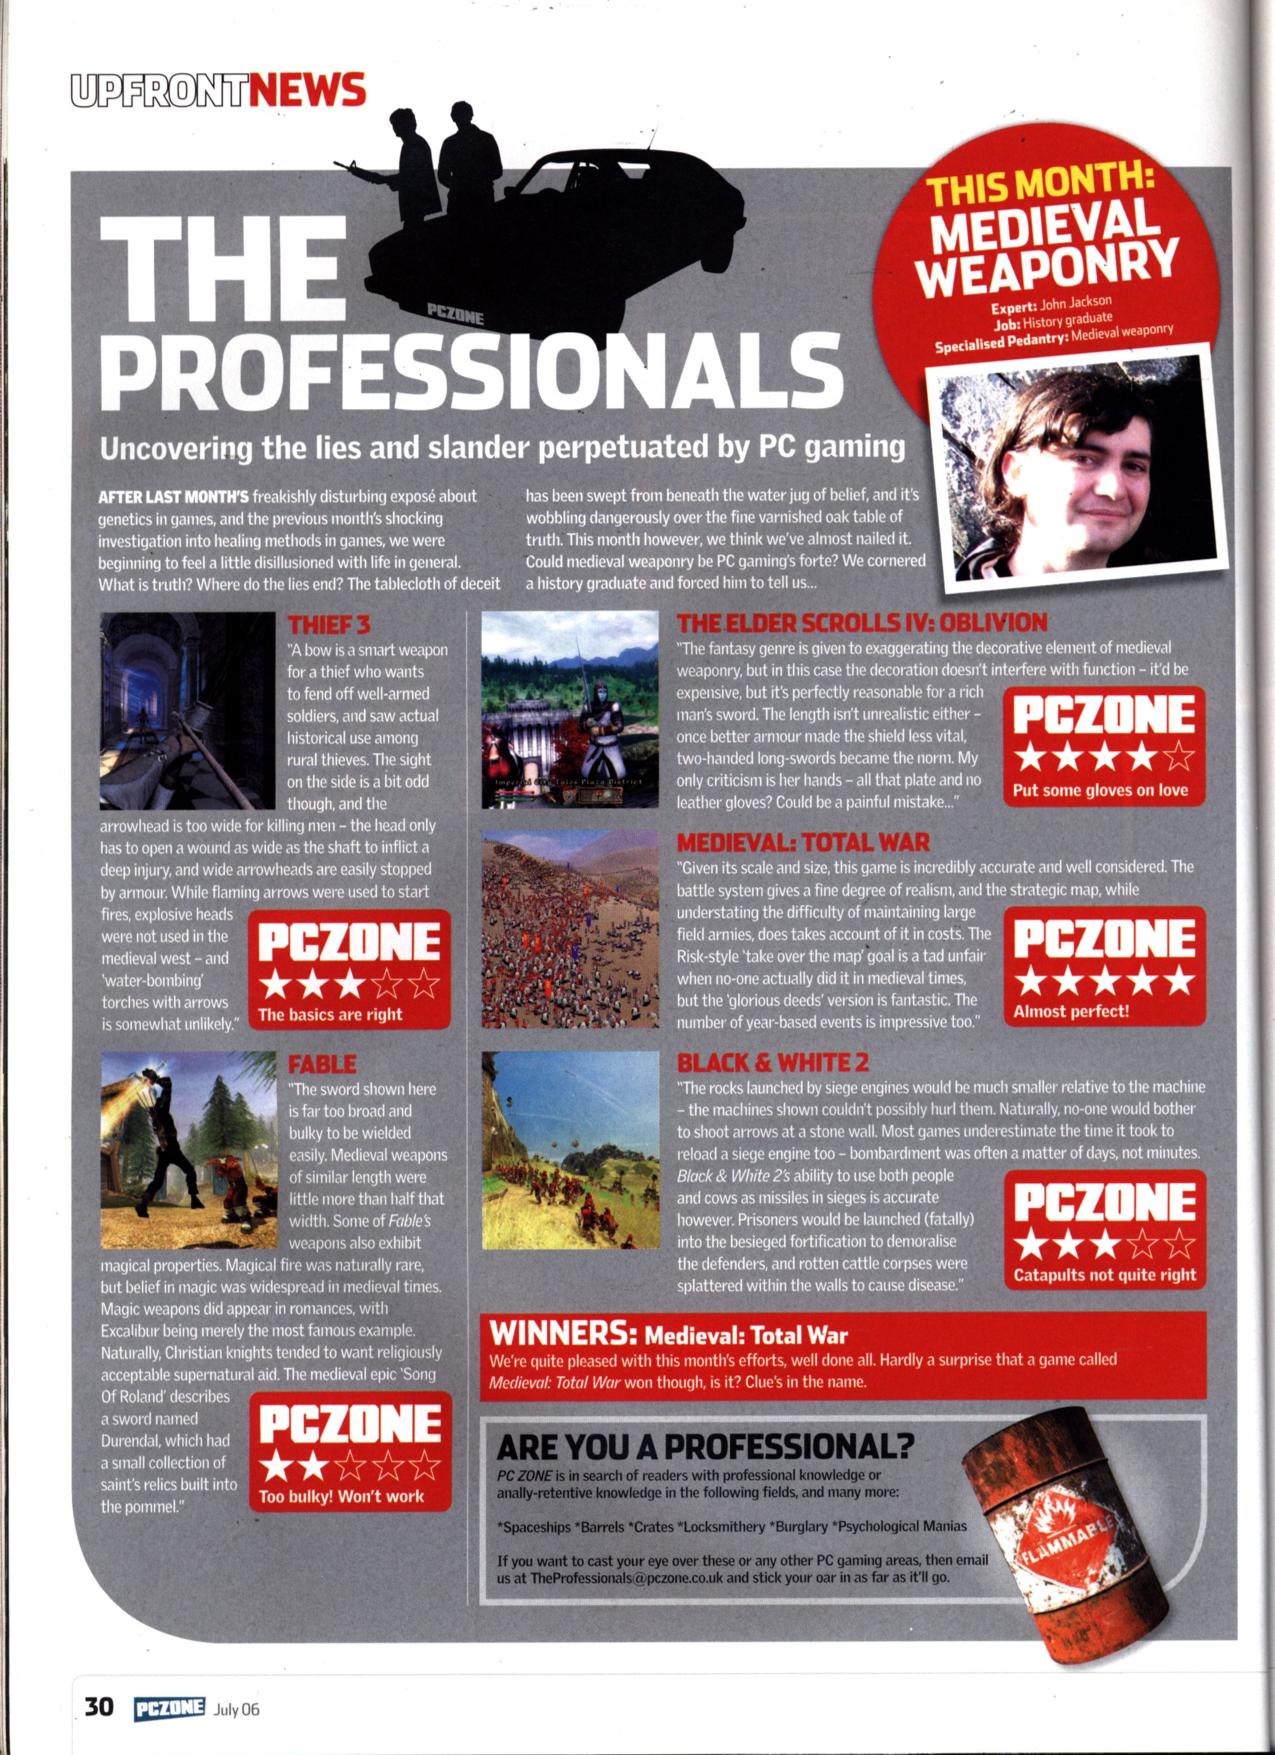 UPFRONTNEWS
PCZONE
THE
PROFESSIONALS
Uncovering the lies and slander perpetuated by PC gaming
THIS MONTH:
MEDIEVAL
WEAPONRY
Expert: John Jackson
Job: History graduate
Specialised Pedantry: Medieval weaponry
AFTER LAST MONTH'S freakishly disturbing exposé about
genetics in games, and the previous month's shocking
investigation into healing methods in games, we were
beginning to feel a little disillusioned with life in general.
What is truth? Where do the lies end? The tablecloth of deceit
has been swept from beneath the water jug of belief, and it's
wobbling dangerously over the fine varnished oak table of
truth. This month however, we think we've almost nailed it.
Could medieval weaponry be PC gaming's forte? We cornered
a history graduate and forced him to tell us...
THIEF 3
"A bow is a smart weapon
for a thief who wants
to fend off well-armed
soldiers, and saw actual
historical use among
rural thieves. The sight
on the side is a bit odd
though, and the
arrowhead is too wide for killing men – the head only
has to open a wound as wide as the shaft to inflict a
deep injury, and wide arrowheads are easily stopped
by armour. While flaming arrows were used to start
fires, explosive heads
were not used in the
medieval west – and
'water-bombing'
torches with arrows
is somewhat unlikely."
PCZONE
The basics are right
FABLE
"The sword shown here
is far too broad and
bulky to be wielded
easily. Medieval weapons
of similar length were
little more than half that
width. Some of Fable's
weapons also exhibit
magical properties. Magical fire was naturally rare,
but belief in magic was widespread in medieval times.
Magic weapons did appear in romances, with
Excalibur being merely the most famous example.
Naturally, Christian knights tended to want religiously
acceptable supernatural aid. The medieval epic 'Song
Of Roland' describes
a sword named
Durendal, which had
a small collection of
saint's relics built into
the pommel."
PCZONE
Too bulky! Won't work
Imperial City Talos Plaza District
THE ELDER SCROLLS IV: OBLIVION
"The fantasy genre is given to exaggerating the decorative element of medieval
weaponry, but in this case the decoration doesn't interfere with function – it'd be
expensive, but it's perfectly reasonable for a rich
man's sword. The length isn't unrealistic either –
once better armour made the shield less vital,
two-handed long-swords became the norm. My
only criticism is her hands – all that plate and no
leather gloves? Could be a painful mistake..."
PCZONE
Put some gloves on love
MEDIEVAL: TOTAL WAR
"Given its scale and size, this game is incredibly accurate and well considered. The
battle system gives a fine degree of realism, and the strategic map, while
understating the difficulty of maintaining large
field armies, does takes account of it in costs. The
Risk-style 'take over the map' goal is a tad unfair
when no-one actually did it in medieval times,
but the 'glorious deeds' version is fantastic. The
number of year-based events is impressive too."
PCZONE
Almost perfect!
BLACK & WHITE 2
"The rocks launched by siege engines would be much smaller relative to the machine
– the machines shown couldn't possibly hurl them. Naturally, no-one would bother
to shoot arrows at a stone wall. Most games underestimate the time it took to
reload a siege engine too – bombardment was often a matter of days, not minutes.
Black & White 2's ability to use both people
and cows as missiles in sieges is accurate
however. Prisoners would be launched (fatally)
into the besieged fortification to demoralise
the defenders, and rotten cattle corpses were
splattered within the walls to cause disease."
PCZONE
Catapults not quite right
WINNERS: Medieval: Total War
We're quite pleased with this month's efforts, well done all. Hardly a surprise that a game called
Medieval: Total War won though, is it? Clue's in the name.
ARE YOU A PROFESSIONAL?
PC ZONE is in search of readers with professional knowledge or
anally-retentive knowledge in the following fields, and many more:
*Spaceships *Barrels *Crates *Locksmithery *Burglary *Psychological Manias
If you want to cast your eye over these or any other PC gaming areas, then email
us at TheProfessionals@pczone.co.uk and stick your oar in as far as it'll go.
FLAMMABLE
30 PCZONE July 06